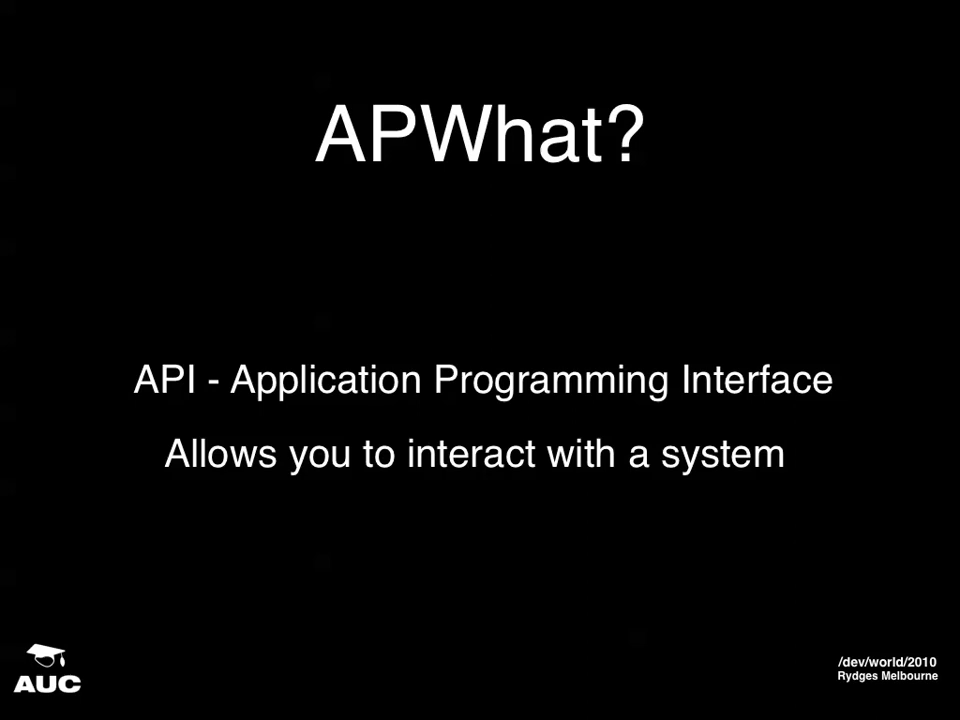 APWhat?
API - Application Programming Interface
Allows you to interact with a system
AUC
/dev/world/2010
Rydges Melbourne